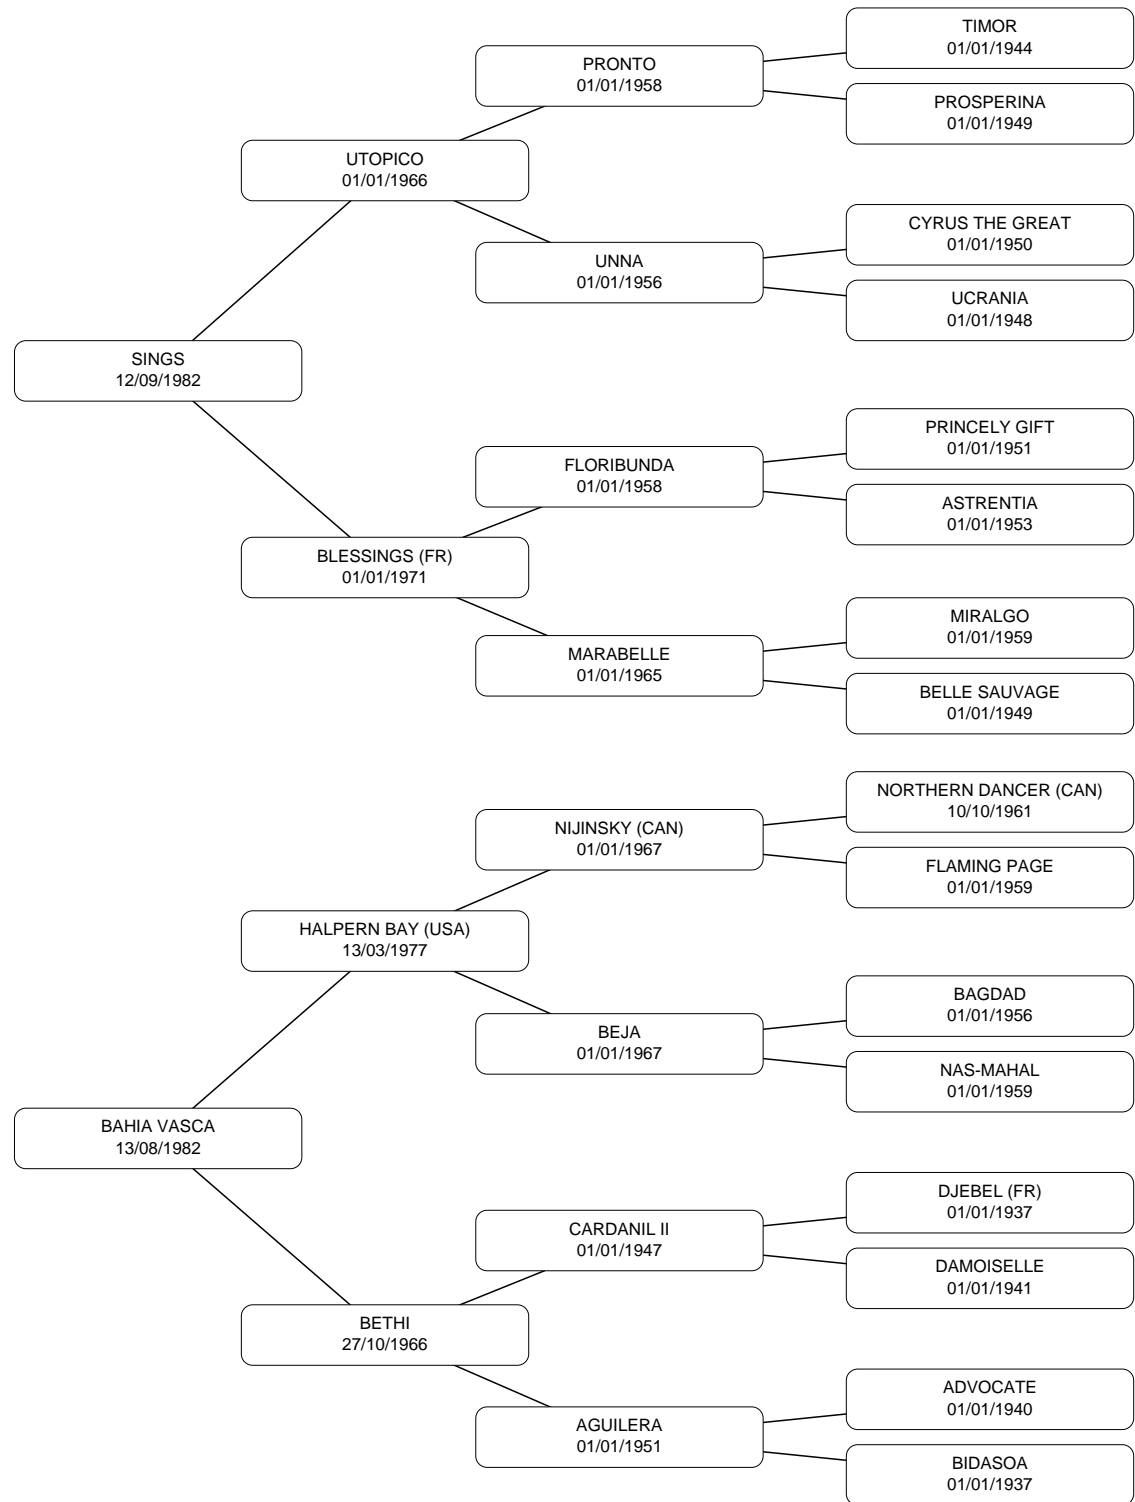 TIMOR
01/01/1944
PRONTO
01/01/1958
PROSPERINA
01/01/1949
UTOPICO
01/01/1966
CYRUS THE GREAT
01/01/1950
UNNA
01/01/1956
UCRANIA
01/01/1948
SINGS
12/09/1982
PRINCELY GIFT
01/01/1951
FLORIBUNDA
01/01/1958
ASTRENTIA
01/01/1953
BLESSINGS (FR)
01/01/1971
MIRALGO
01/01/1959
MARABELLE
01/01/1965
BELLE SAUVAGE
01/01/1949
NORTHERN DANCER (CAN)
10/10/1961
NIJINSKY (CAN)
01/01/1967
FLAMING PAGE
01/01/1959
HALPERN BAY (USA)
13/03/1977
BAGDAD
01/01/1956
BEJA
01/01/1967
NAS-MAHAL
01/01/1959
BAHIA VASCA
13/08/1982
DJEBEL (FR)
01/01/1937
CARDANIL II
01/01/1947
DAMOISELLE
01/01/1941
BETHI
27/10/1966
ADVOCATE
01/01/1940
AGUILERA
01/01/1951
BIDASOA
01/01/1937